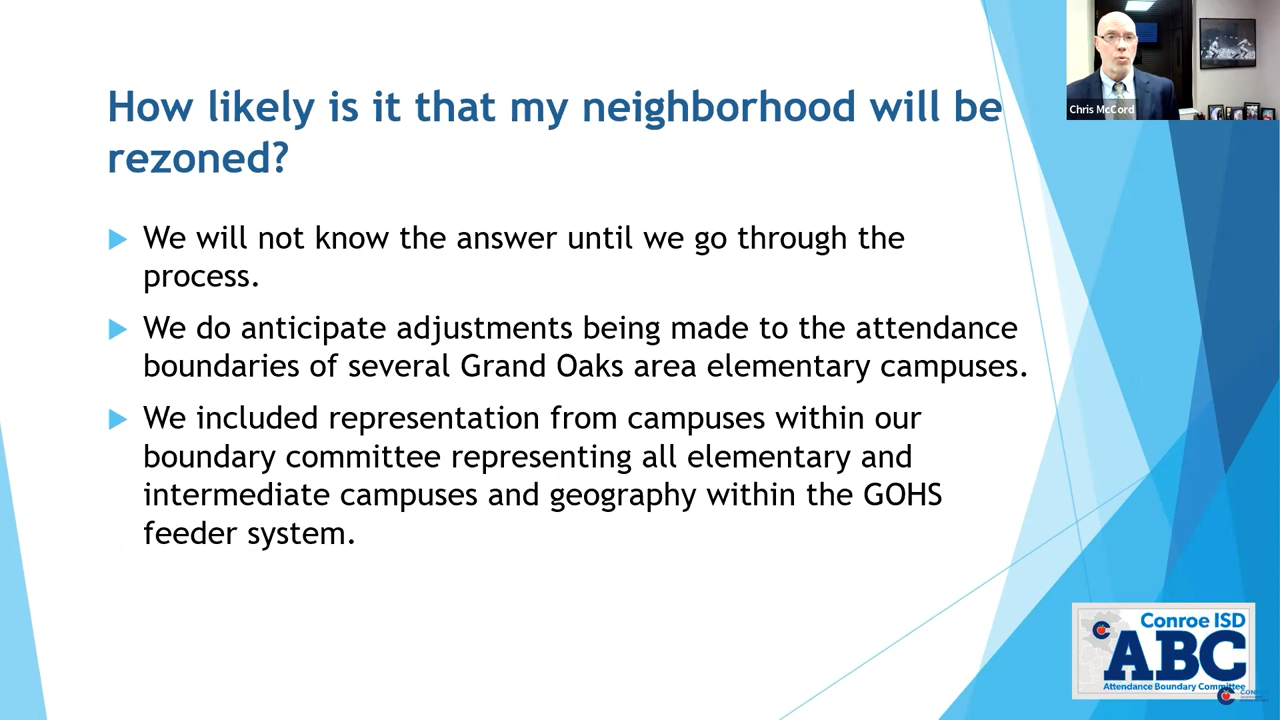 How likely is it that my neighborhood will be
rezoned?
We will not know the answer until we go through the
process.
We do anticipate adjustments being made to the attendance
boundaries of several Grand Oaks area elementary campuses.
We included representation from campuses within our
boundary committee representing all elementary and
intermediate campuses and geography within the GOHS
feeder system.
Chris McCord
Conroe ISD
ABC
Attendance Boundary Committee